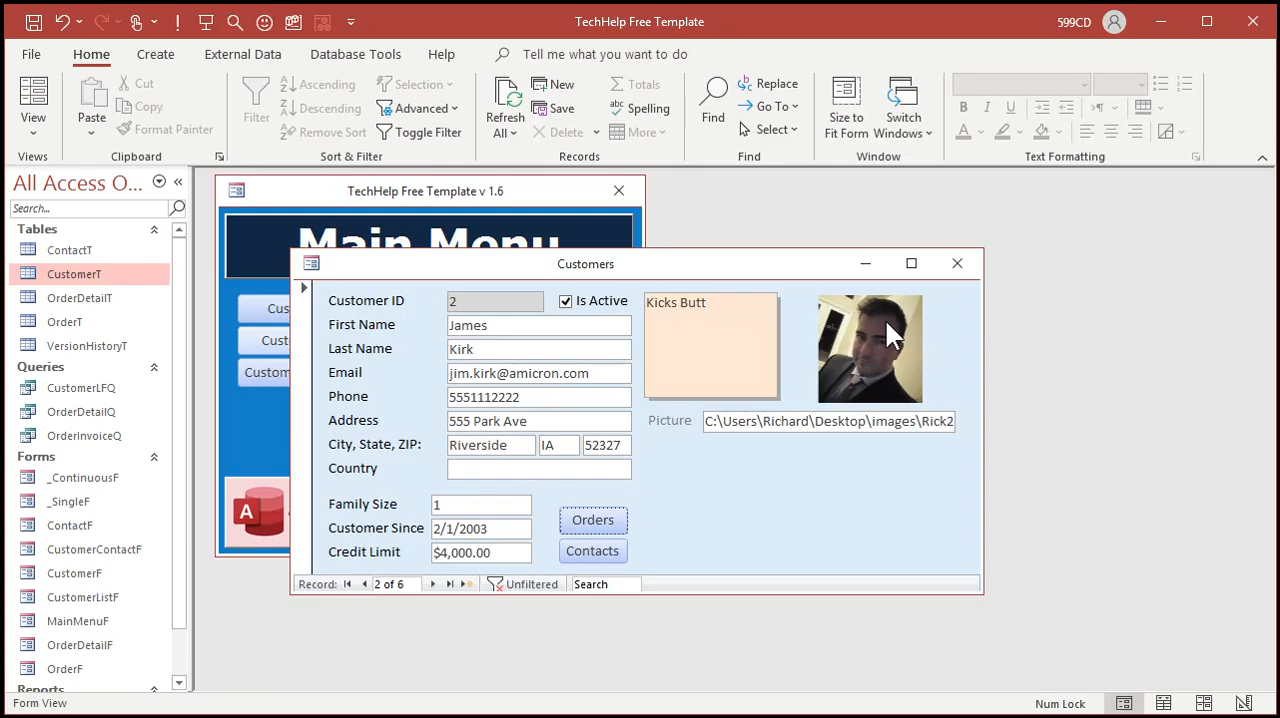 TechHelp Free Template
599CD
File Home Create External Data Database Tools Help Tell me what you want to do
View
Views
Paste
Cut
Copy
Format Painter
Clipboard
Filter
Ascending
Descending
Remove Sort
Selection
Advanced
Toggle Filter
Sort & Filter
Refresh All
New
Save
Delete
Totals
Spelling
More
Records
Find
Replace
Go To
Select
Find
Size to Fit Form
Switch Windows
Window
B I U
A
Text Formatting
All Access O...
Search...
Tables
ContactT
CustomerT
OrderDetailT
OrderT
VersionHistoryT
Queries
CustomerLFQ
OrderDetailQ
OrderInvoiceQ
Forms
_ContinuousF
_SingleF
ContactF
CustomerContactF
CustomerF
CustomerListF
MainMenuF
OrderDetailF
OrderF
Reports
TechHelp Free Template v 1.6
Main Menu
Cus
Cust
Custom
A
Customers
Customer ID 2 Is Active
First Name James
Last Name Kirk
Email jim.kirk@amicron.com
Phone 5551112222
Address 555 Park Ave
City, State, ZIP: Riverside IA 52327
Country
Family Size 1
Customer Since 2/1/2003
Credit Limit $4,000.00
Orders
Contacts
Kicks Butt
Picture C:\Users\Richard\Desktop\images\Rick2
Record: 2 of 6 Unfiltered Search
Form View
Num Lock